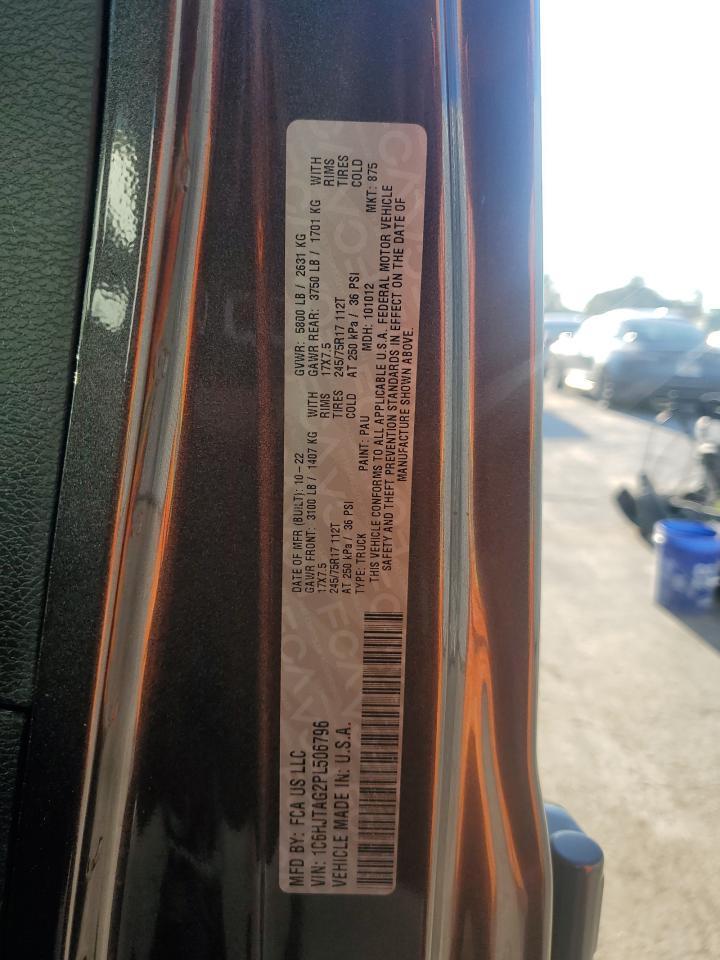 MFD BY: FCA US LLC
VIN: 1C6HJTAG2PL506796
VEHICLE MADE IN: U.S.A.
DATE OF MFR (BUILT): 10-22 GVWR: 5800 LB / 2631 KG
GAWR FRONT: 3100 LB / 1407 KG WITH GAWR REAR: 3750 LB / 1701 KG WITH
17X7.5 RIMS 17X7.5 RIMS
245/75R17 112T TIRES 245/75R17 112T TIRES
AT 250 kPa / 36 PSI COLD AT 250 kPa / 36 PSI COLD
TYPE: TRUCK PAINT: PAU MDH: 101012 MKT: 875
THIS VEHICLE CONFORMS TO ALL APPLICABLE U.S.A. FEDERAL MOTOR VEHICLE
SAFETY AND THEFT PREVENTION STANDARDS IN EFFECT ON THE DATE OF
MANUFACTURE SHOWN ABOVE.